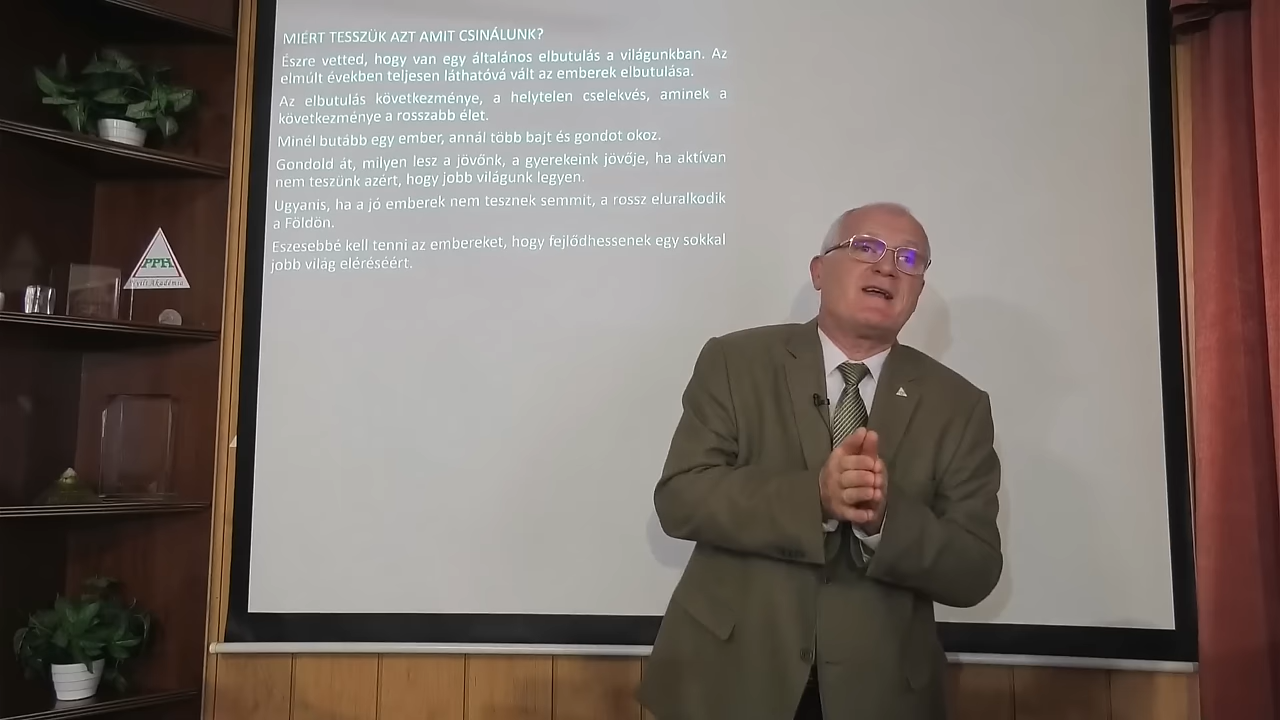 MIÉRT TESSZÜK AZT AMIT CSINÁLUNK?
Észre vetted, hogy van egy általános elbutulás a világunkban. Az
elmúlt években teljesen láthatóvá vált az emberek elbutulása.
Az elbutulás következménye, a helytelen cselekvés, aminek a
következménye a rosszabb élet.
Minél butább egy ember, annál több bajt és gondot okoz.
Gondold át, milyen lesz a jövőnk, a gyerekeink jövője, ha aktívan
nem teszünk azért, hogy jobb világunk legyen.
Ugyanis, ha a jó emberek nem tesznek semmit, a rossz eluralkodik
a Földön.
Eszesebbé kell tenni az embereket, hogy fejlődhessenek egy sokkal
jobb világ eléréséért.
PPH
Nyílt Akadémia